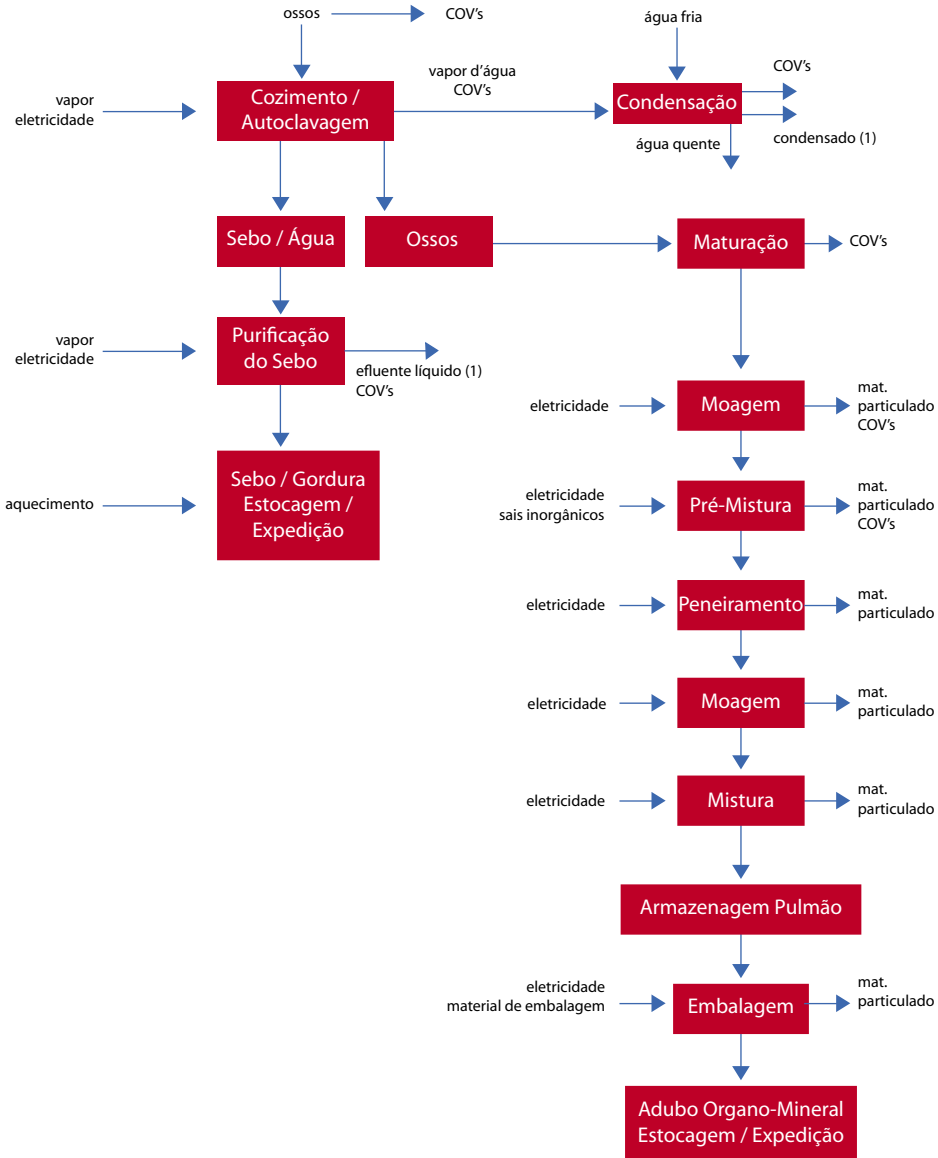 ossos
COV's
água fria
vapor
eletricidade
Cozimento /
Autoclavagem
vapor d'água
COV's
Condensação
COV's
condensado (1)
água quente
Sebo / Água
Ossos
Maturação
COV's
vapor
eletricidade
Purificação
do Sebo
efluente líquido (1)
COV's
aquecimento
Sebo / Gordura
Estocagem /
Expedição
eletricidade
Moagem
mat.
particulado
COV's
eletricidade
sais inorgânicos
Pré-Mistura
mat.
particulado
COV's
eletricidade
Peneiramento
mat.
particulado
eletricidade
Moagem
mat.
particulado
eletricidade
Mistura
mat.
particulado
Armazenagem Pulmão
eletricidade
material de embalagem
Embalagem
mat.
particulado
Adubo Organo-Mineral
Estocagem / Expedição